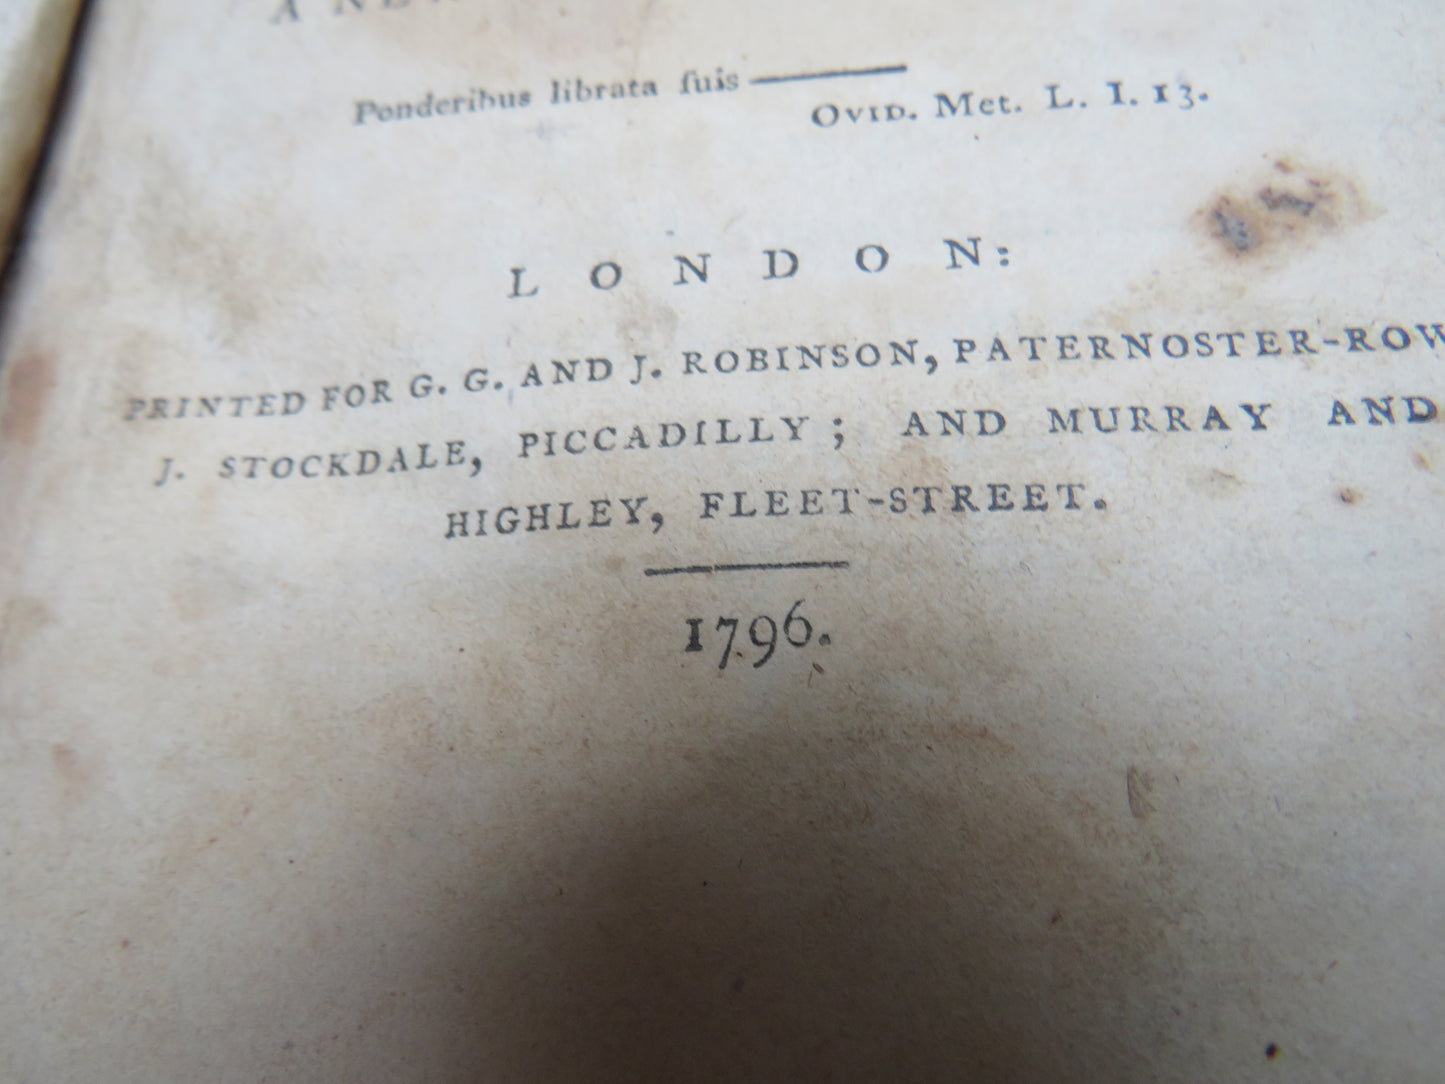 A NEW
Ponderibus librata ſuis
OVID. Met. L. I. 13.
LONDON:
PRINTED FOR G. G. AND J. ROBINSON, PATERNOSTER-ROW
J. STOCKDALE, PICCADILLY; AND MURRAY AND
HIGHLEY, FLEET-STREET.
1796.